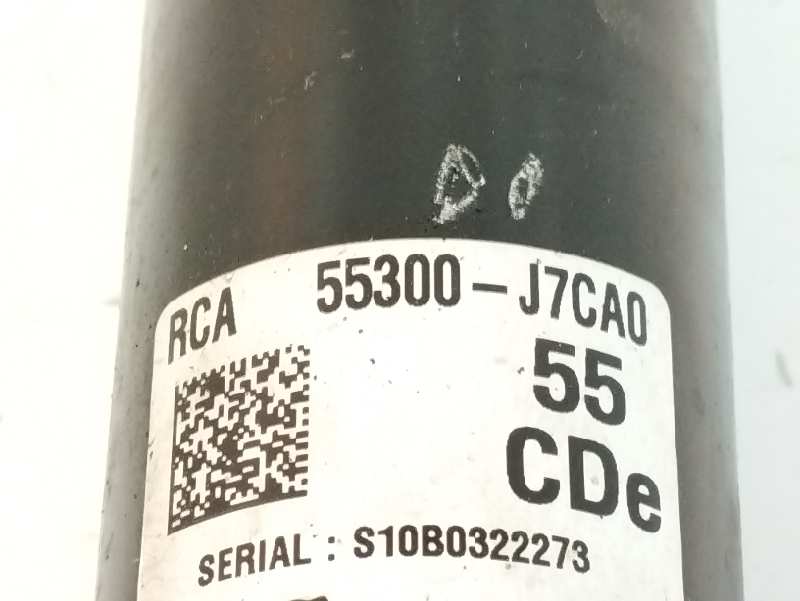 RCA 55300-J7CA0
55
CDe
SERIAL : S10B0322273